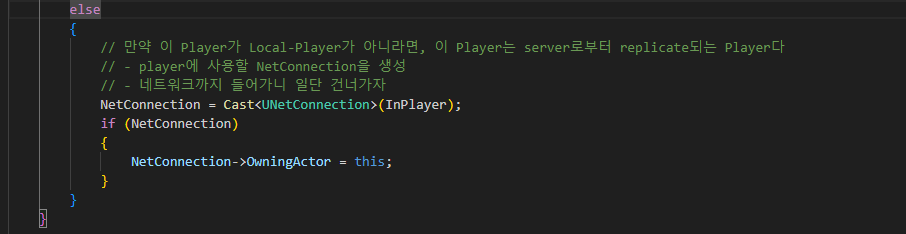 else
{
// 만약 이 Player가 Local-Player가 아니라면, 이 Player는 server로부터 replicate되는 Player다
// - player에 사용할 NetConnection을 생성
// - 네트워크까지 들어가니 일단 건너가자
NetConnection = Cast<UNetConnection>(InPlayer);
if (NetConnection)
{
NetConnection->OwningActor = this;
}
}
}